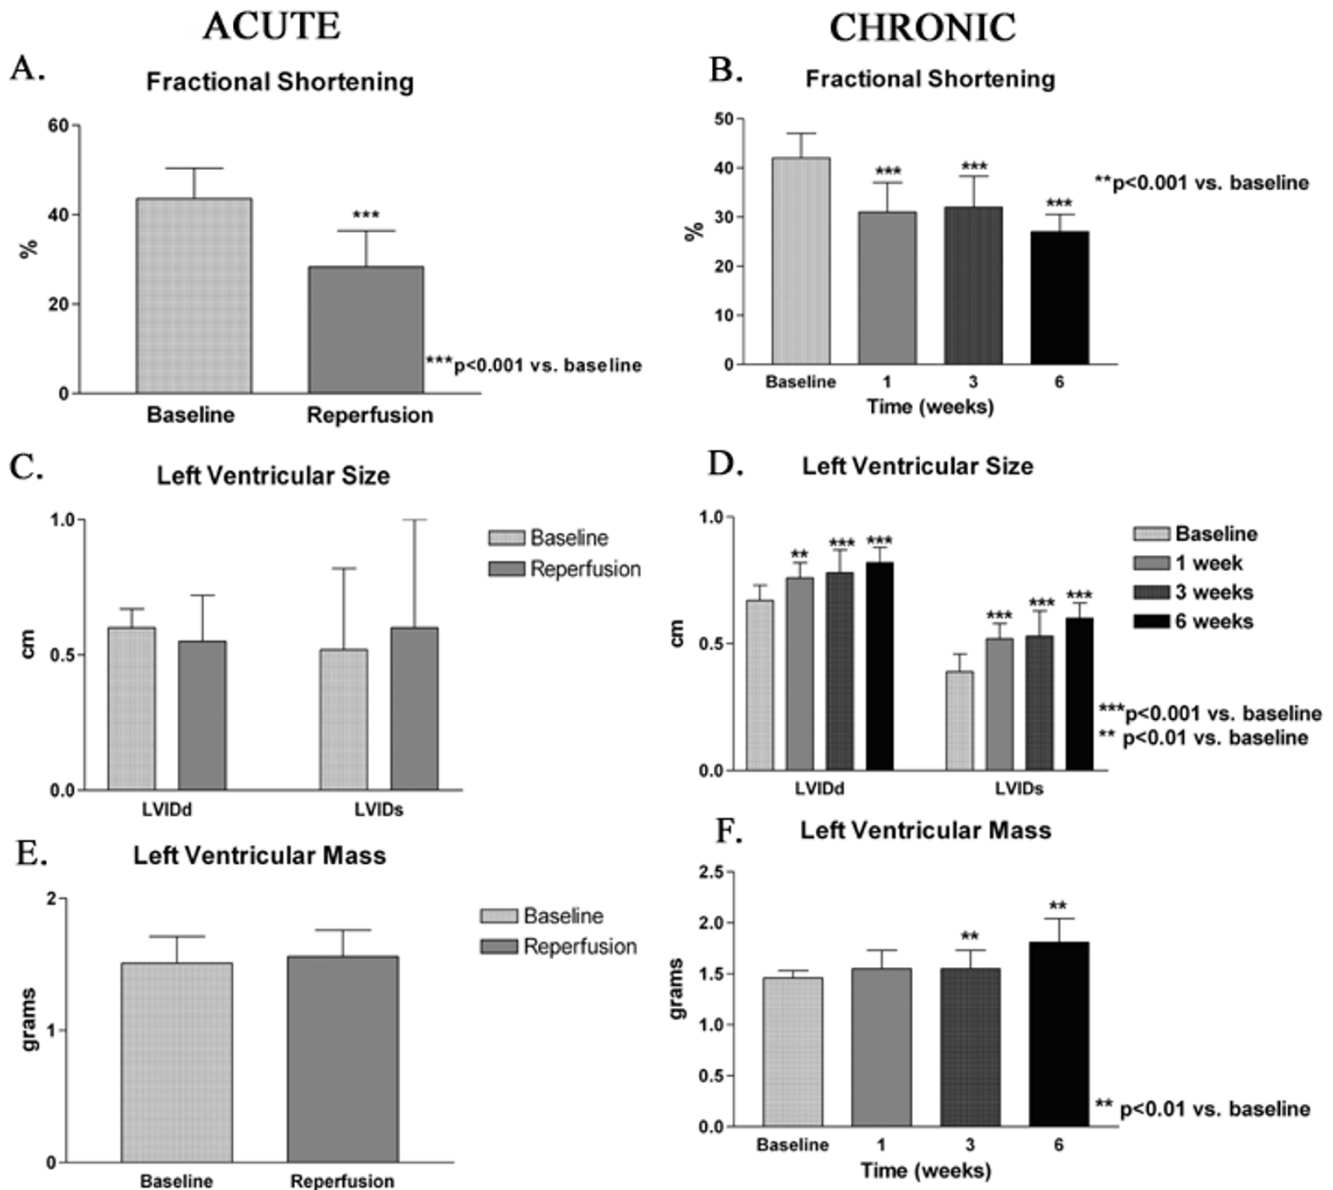 ACUTE
CHRONIC
A.
Fractional Shortening
60
40
20
0
%
***
***p<0.001 vs. baseline
Baseline
Reperfusion
B.
Fractional Shortening
50
40
30
20
10
0
%
***
***
***
**p<0.001 vs. baseline
Baseline
1
3
6
Time (weeks)
C.
Left Ventricular Size
1.0
0.5
0.0
cm
Baseline
Reperfusion
LVIDd
LVIDs
D.
Left Ventricular Size
1.0
0.5
0.0
cm
**
***
***
***
***
***
Baseline
1 week
3 weeks
6 weeks
***p<0.001 vs. baseline
** p<0.01 vs. baseline
LVIDd
LVIDs
E.
Left Ventricular Mass
2
1
0
grams
Baseline
Reperfusion
Baseline
Reperfusion
F.
Left Ventricular Mass
2.5
2.0
1.5
1.0
0.5
0.0
grams
**
**
** p<0.01 vs. baseline
Baseline
1
3
6
Time (weeks)